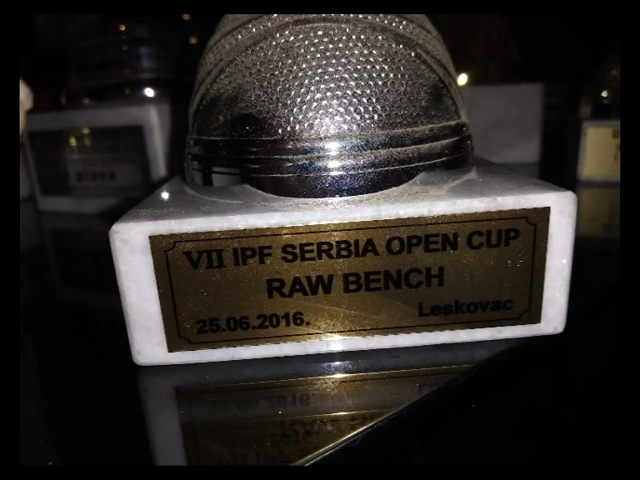 VII IPF SERBIA OPEN CUP
RAW BENCH
25.06.2016.
Leskovac